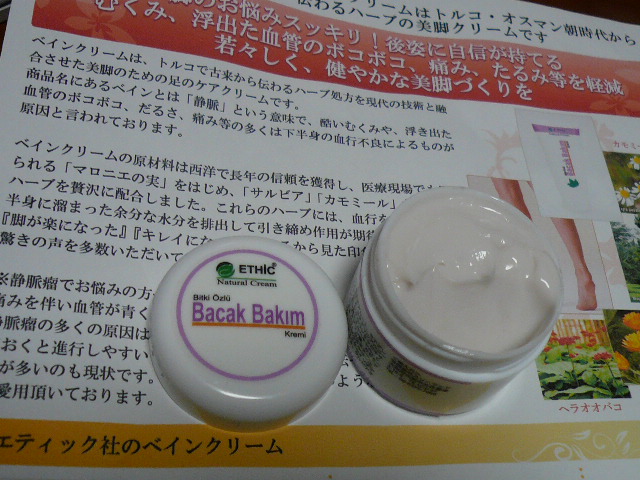 クリームはトルコ・オスマン朝時代から
伝わるハーブの美脚クリームです
のお悩みスッキリ！後姿に自信が持てる
むくみ、浮出た血管のボコボコ、痛み、たるみ等を軽減
若々しく、健やかな美脚づくりを
ベインクリームは、トルコで古来から伝わるハーブ処方を現代の技術と融
合させた美脚のための足のケアクリームです。
商品名にあるベインとは「静脈」という意味で、酷いむくみや、浮き出た
血管のボコボコ、だるさ、痛み等の多くは下半身の血行不良によるものが
原因と言われております。
ベインクリームの原材料は西洋で長年の信頼を獲得し、医療現場でも
られる「マロニエの実」をはじめ、「サルビア」「カモミール」
ハーブを贅沢に配合しました。これらのハーブには、血行を
半身に溜まった余分な水分を排出して引き締め作用が期待
『脚が楽になった』『キレイにな
から見た印
驚きの声を多数いただいて
※静脈瘤でお悩みの方
痛みを伴い血管が青く
静脈瘤の多くの原因は
おくと進行しやすい
が多いのも現状です。
愛用頂いております。
カモミー
ヘラオオバコ
エティック社のベインクリーム
ETHiC
Natural Cream
Bitki Özlü
Bacak Bakım
Kremi